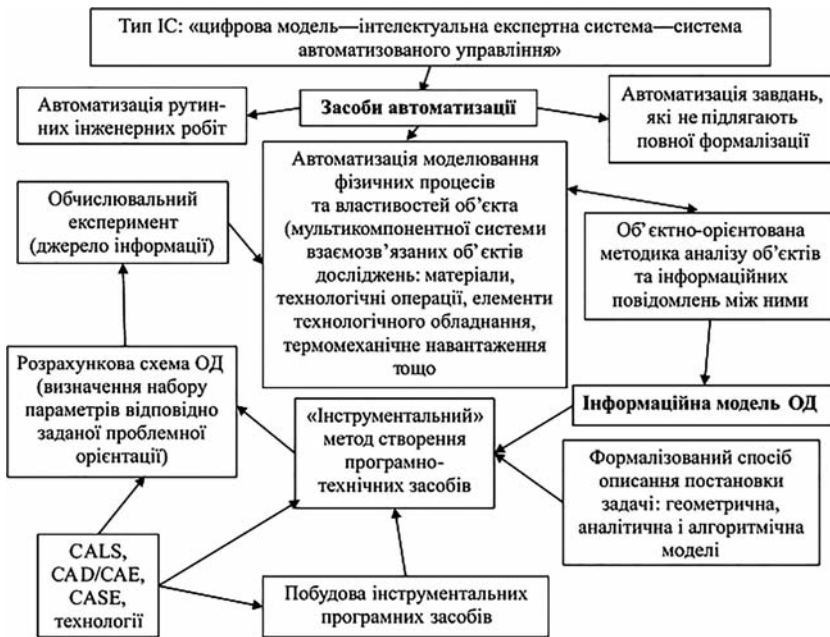 Тип ІС: «цифрова модель—інтелектуальна експертна система—система
автоматизованого управління»
Автоматизація рутин-
них інженерних робіт
Засоби автоматизації
Автоматизація завдань,
які не підлягають
повної формалізації
Автоматизація моделювання
фізичних процесів
та властивостей об’єкта
(мультикомпонентної системи
взаємозв’язаних об’єктів
досліджень: матеріали,
технологічні операції, елементи
технологічного обладнання,
термомеханічне навантаження
тощо
Обчислювальний
експеримент
(джерело інформації)
Об’єктно-орієнтована
методика аналізу об’єктів
та інформаційних
повідомлень між ними
Розрахункова схема ОД
(визначення набору
параметрів відповідно
заданої проблемної
орієнтації)
«Інструментальний»
метод створення
програмно-
технічних засобів
Інформаційна модель ОД
Формалізований спосіб
описання постановки
задачі: геометрична,
аналітична і алгоритмічна
моделі
CALS,
CAD/CAE,
CASE,
технології
Побудова інструментальних
програмних засобів